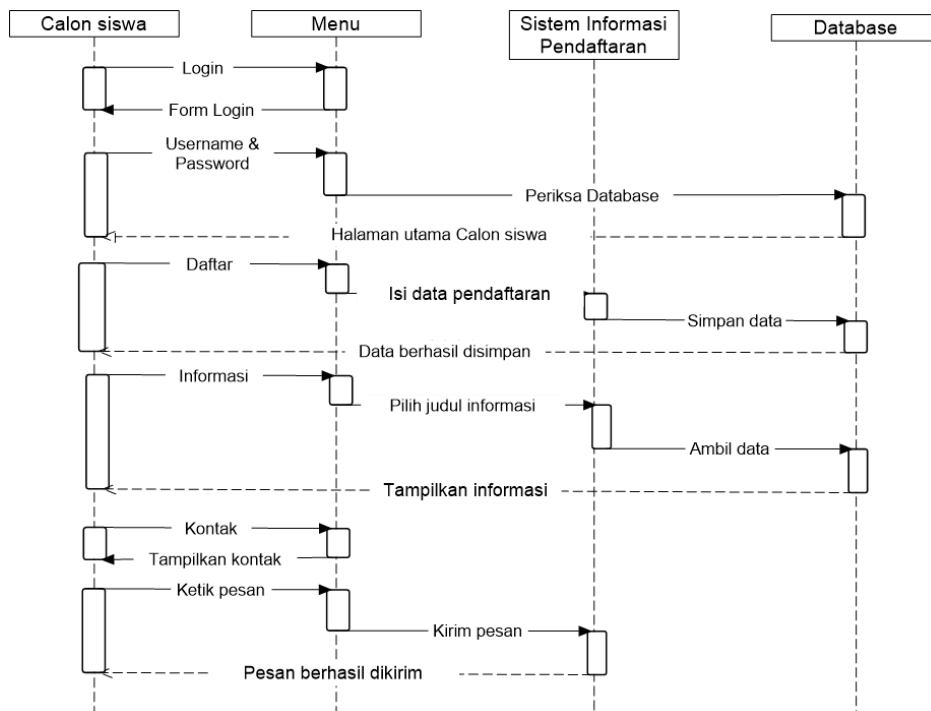 Calon siswa
Menu
Sistem Informasi
Pendaftaran
Database
Login
Form Login
Username &
Password
Periksa Database
Halaman utama Calon siswa
Daftar
Isi data pendaftaran
Simpan data
Data berhasil disimpan
Informasi
Pilih judul informasi
Ambil data
Tampilkan informasi
Kontak
Tampilkan kontak
Ketik pesan
Kirim pesan
Pesan berhasil dikirim